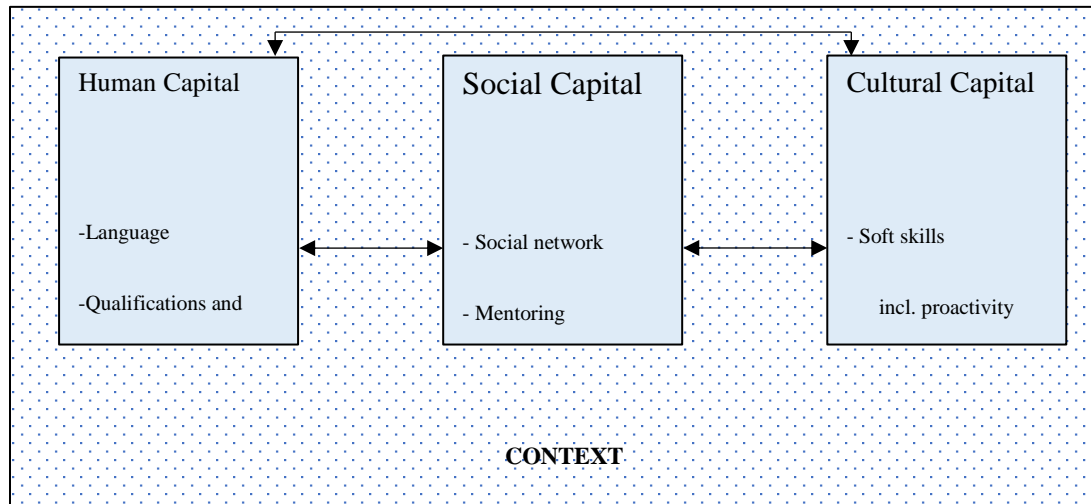 Human Capital
-Language
-Qualifications and
Social Capital
- Social network
- Mentoring
Cultural Capital
- Soft skills
incl. proactivity
CONTEXT